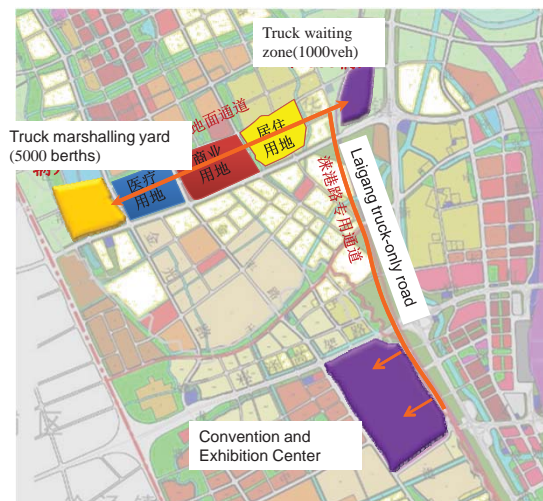 Truck waiting
zone(1000veh)
地面通道
居住
用地
Truck marshalling yard
(5000 berths)
商业
用地
医疗
用地
涞港路专用通道
Laigang truck-only road
Convention and
Exhibition Center